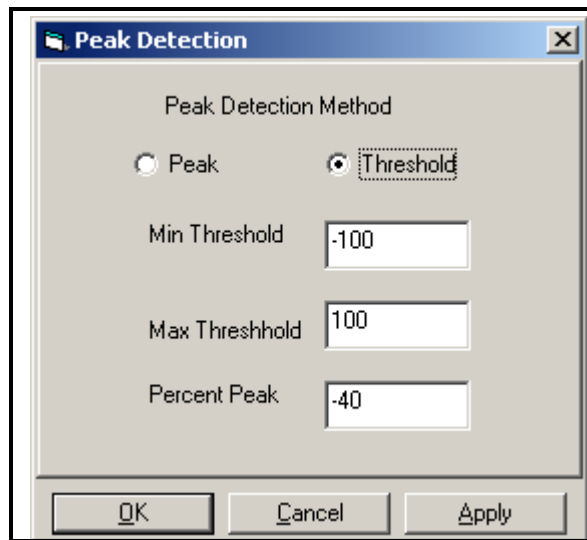 Peak Detection
Peak Detection Method
Peak Threshold
Min Threshold -100
Max Threshhold 100
Percent Peak -40
OK Cancel Apply